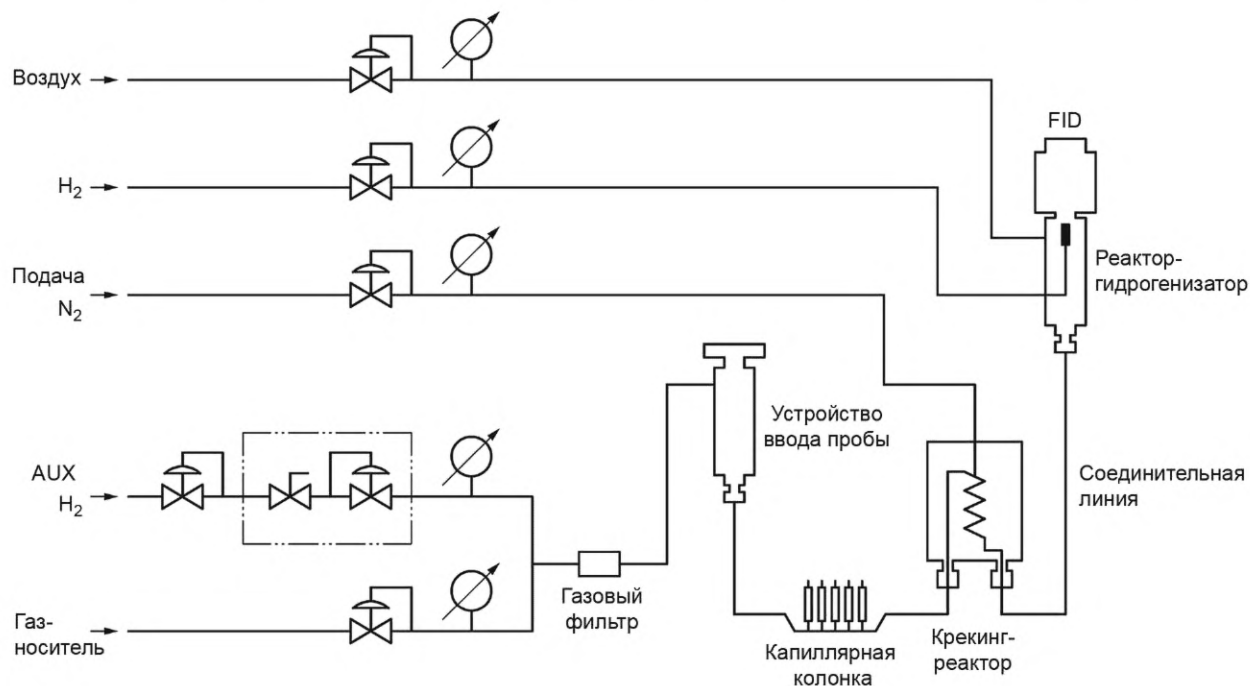 Воздух
FID
H₂
Реактор-
гидрогенизатор
Подача
N₂
Устройство
ввода пробы
AUX
H₂
Соединительная
линия
Газовый
фильтр
Газ-
носитель
Капиллярная
колонка
Крекинг-
реактор